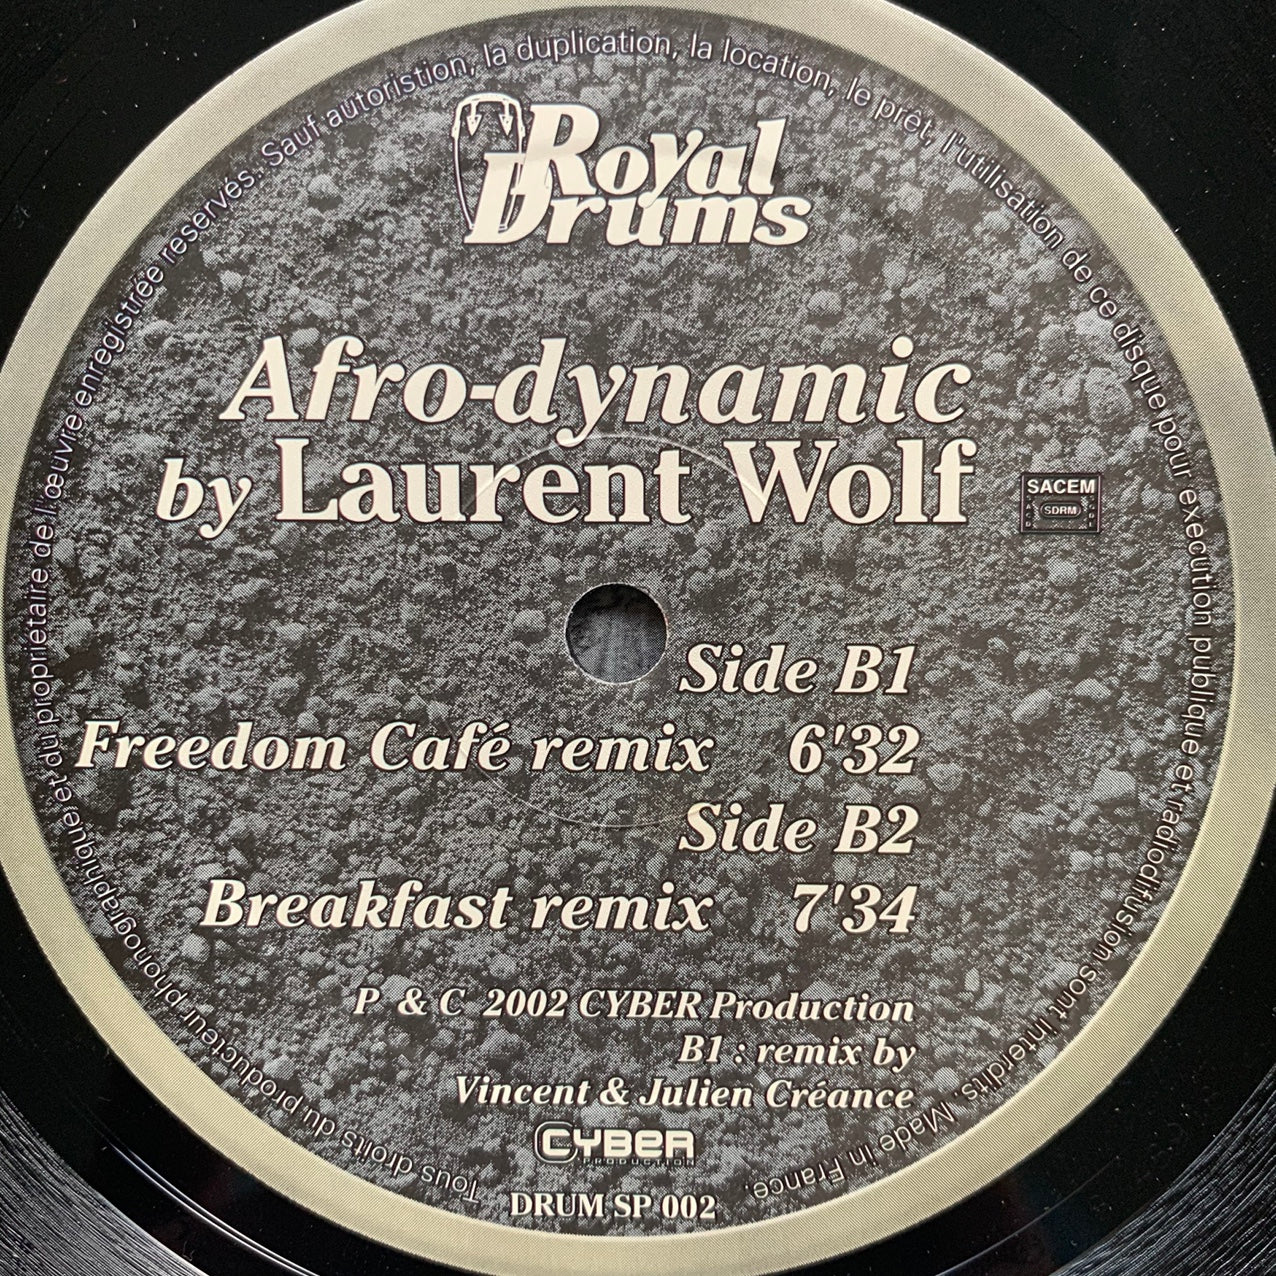 Royal
Drums
Afro-dynamic
by Laurent Wolf
SACEM
SDRM
Side B1
Freedom Café remix 6'32
Side B2
Breakfast remix 7'34
P & C 2002 CYBER Production
B1 : remix by
Vincent & Julien Créance
CYBER
PRODUCTION
DRUM SP 002
Tous droits du producteur phonographique et du propriétaire de l'œuvre enregistrée reservés. Sauf autoristion, la duplication, la location, le prêt, l'utilisation de ce disque pour execution publique et radiodifusion sont interdits. Made in France.